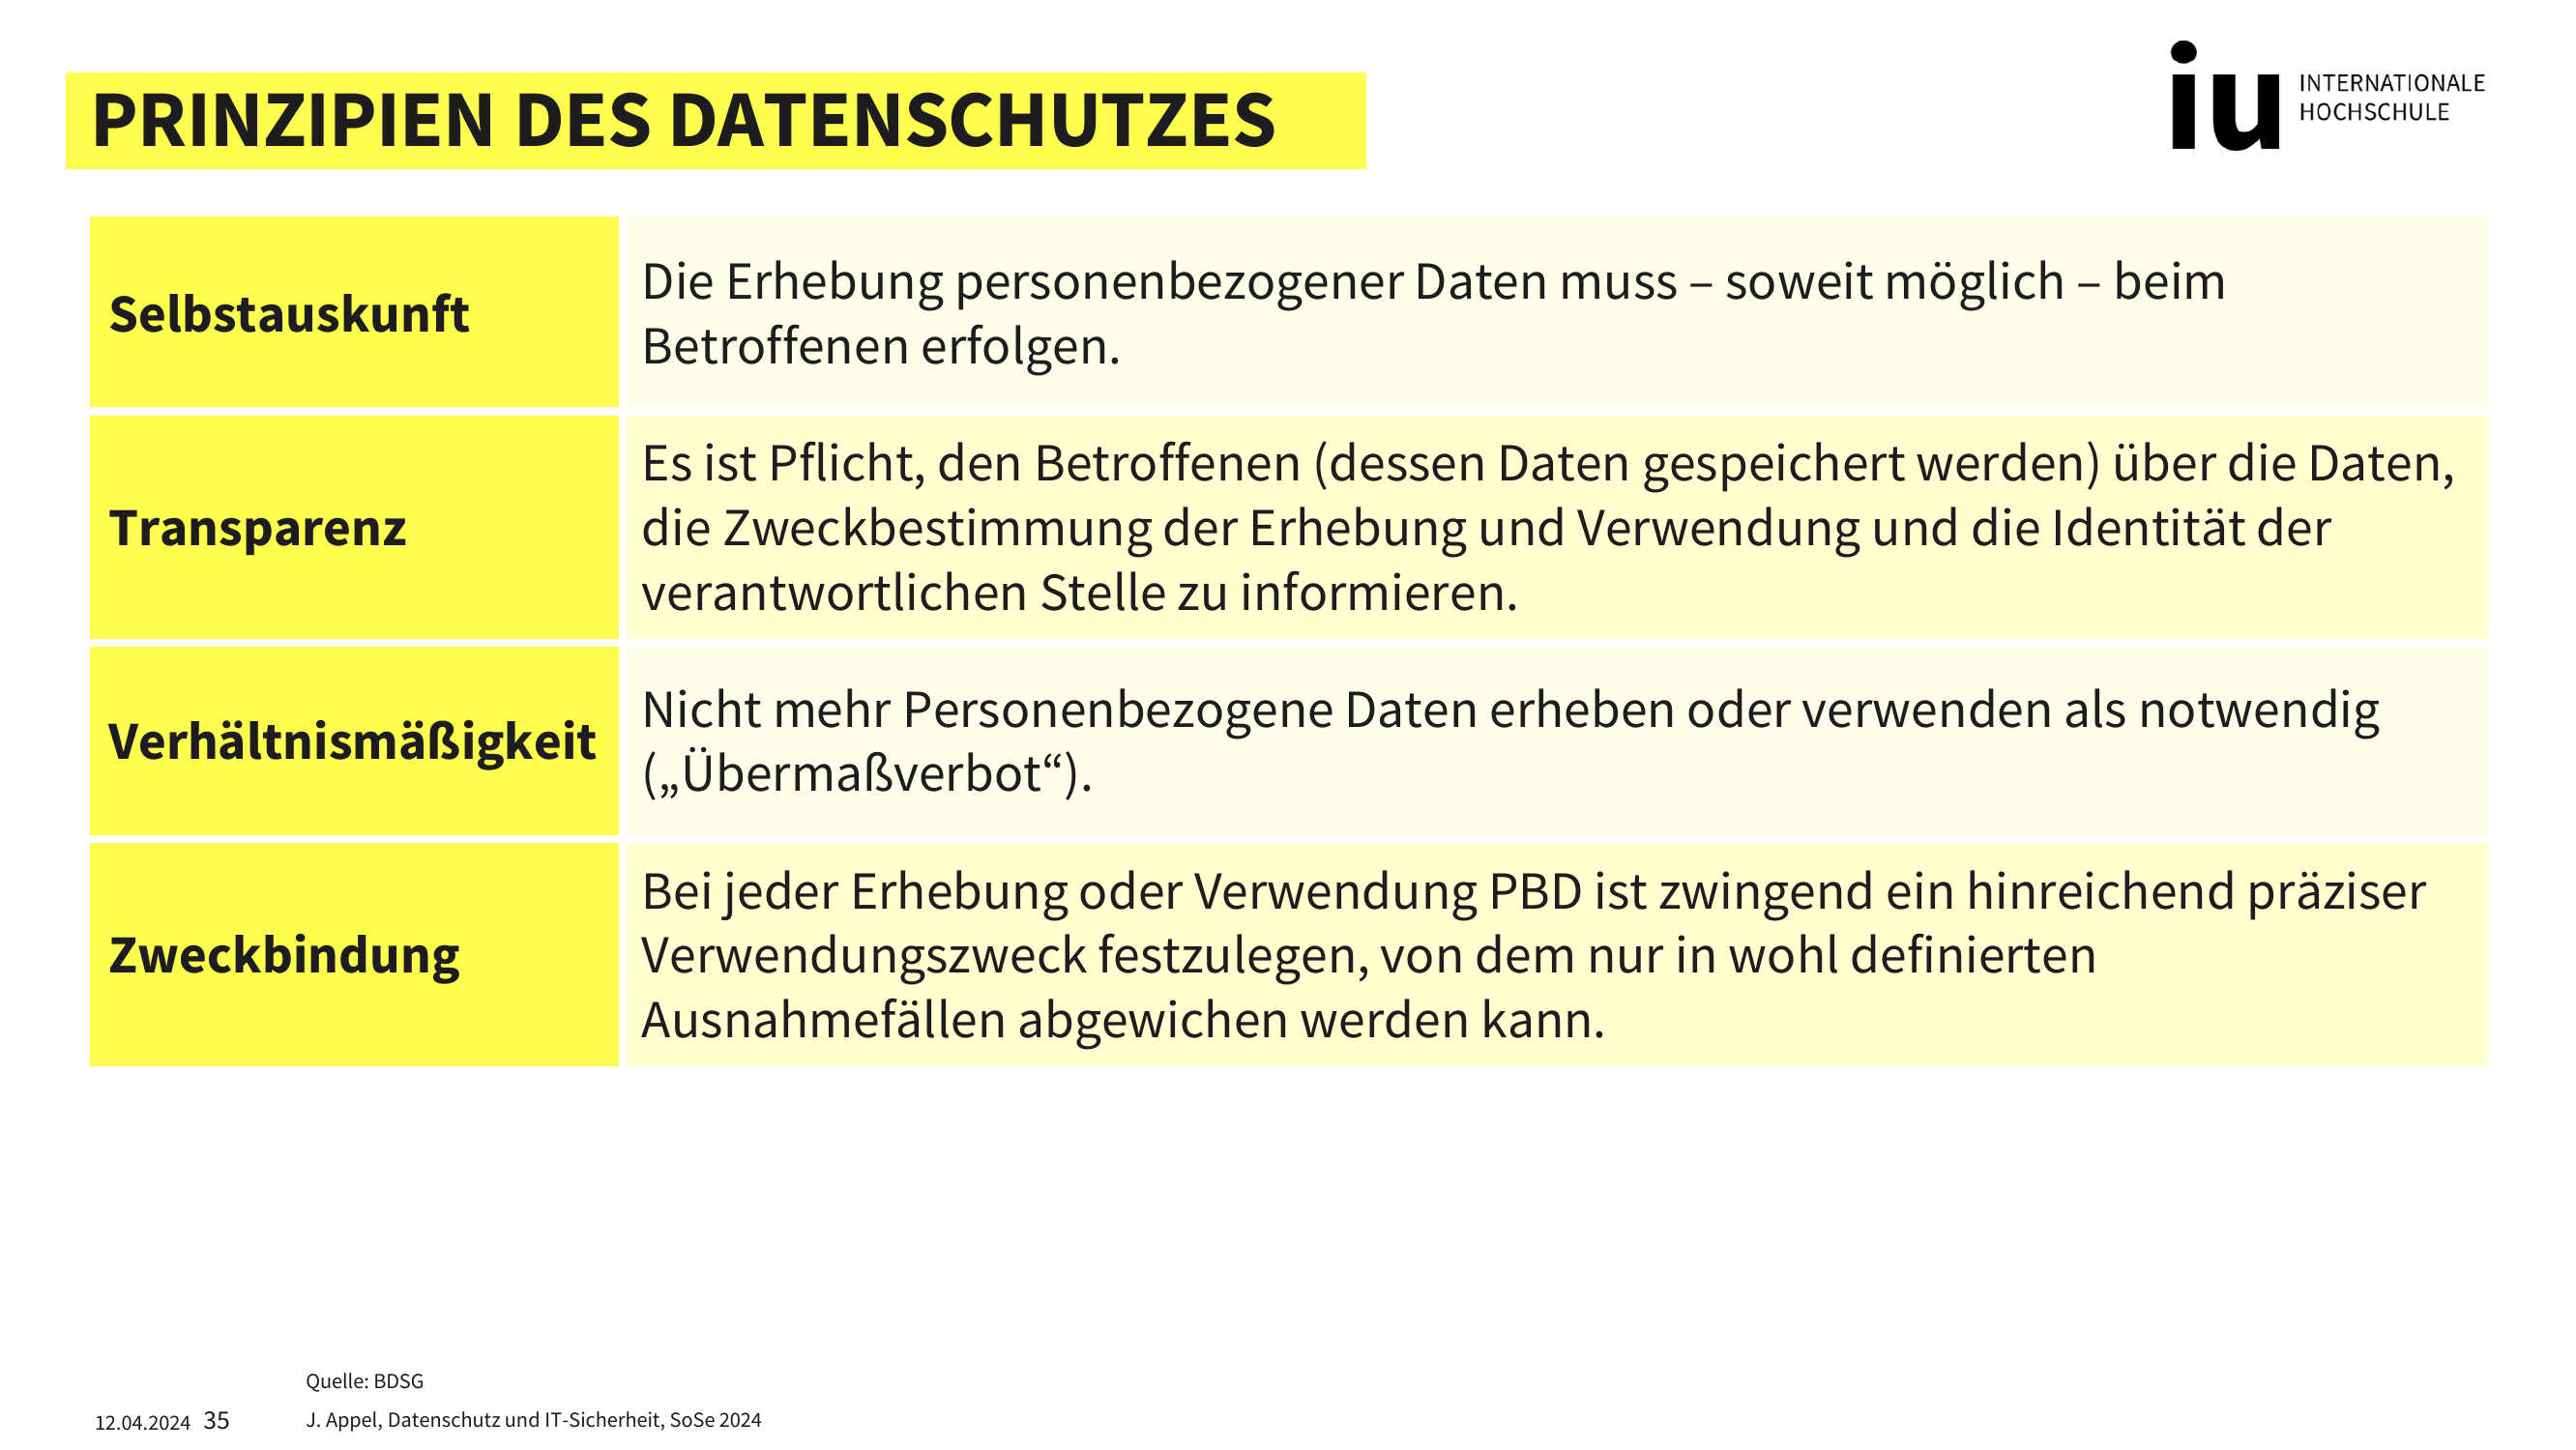 PRINZIPIEN DES DATENSCHUTZES
iu INTERNATIONALE
HOCHSCHULE
Selbstauskunft
Die Erhebung personenbezogener Daten muss – soweit möglich – beim
Betroffenen erfolgen.
Transparenz
Es ist Pflicht, den Betroffenen (dessen Daten gespeichert werden) über die Daten,
die Zweckbestimmung der Erhebung und Verwendung und die Identität der
verantwortlichen Stelle zu informieren.
Verhältnismäßigkeit
Nicht mehr Personenbezogene Daten erheben oder verwenden als notwendig
(„Übermaßverbot“).
Zweckbindung
Bei jeder Erhebung oder Verwendung PBD ist zwingend ein hinreichend präziser
Verwendungszweck festzulegen, von dem nur in wohl definierten
Ausnahmefällen abgewichen werden kann.
Quelle: BDSG
12.04.2024 35 J. Appel, Datenschutz und IT-Sicherheit, SoSe 2024